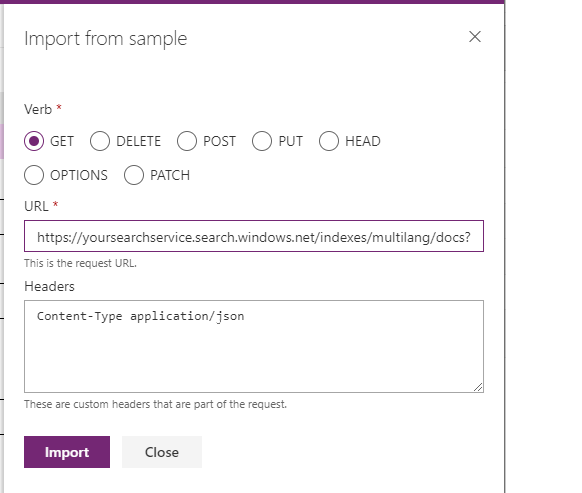 Import from sample
Verb *
GET DELETE POST PUT HEAD
OPTIONS PATCH
URL *
https://yoursearchservice.search.windows.net/indexes/multilang/docs?
This is the request URL.
Headers
Content-Type application/json
These are custom headers that are part of the request.
Import Close